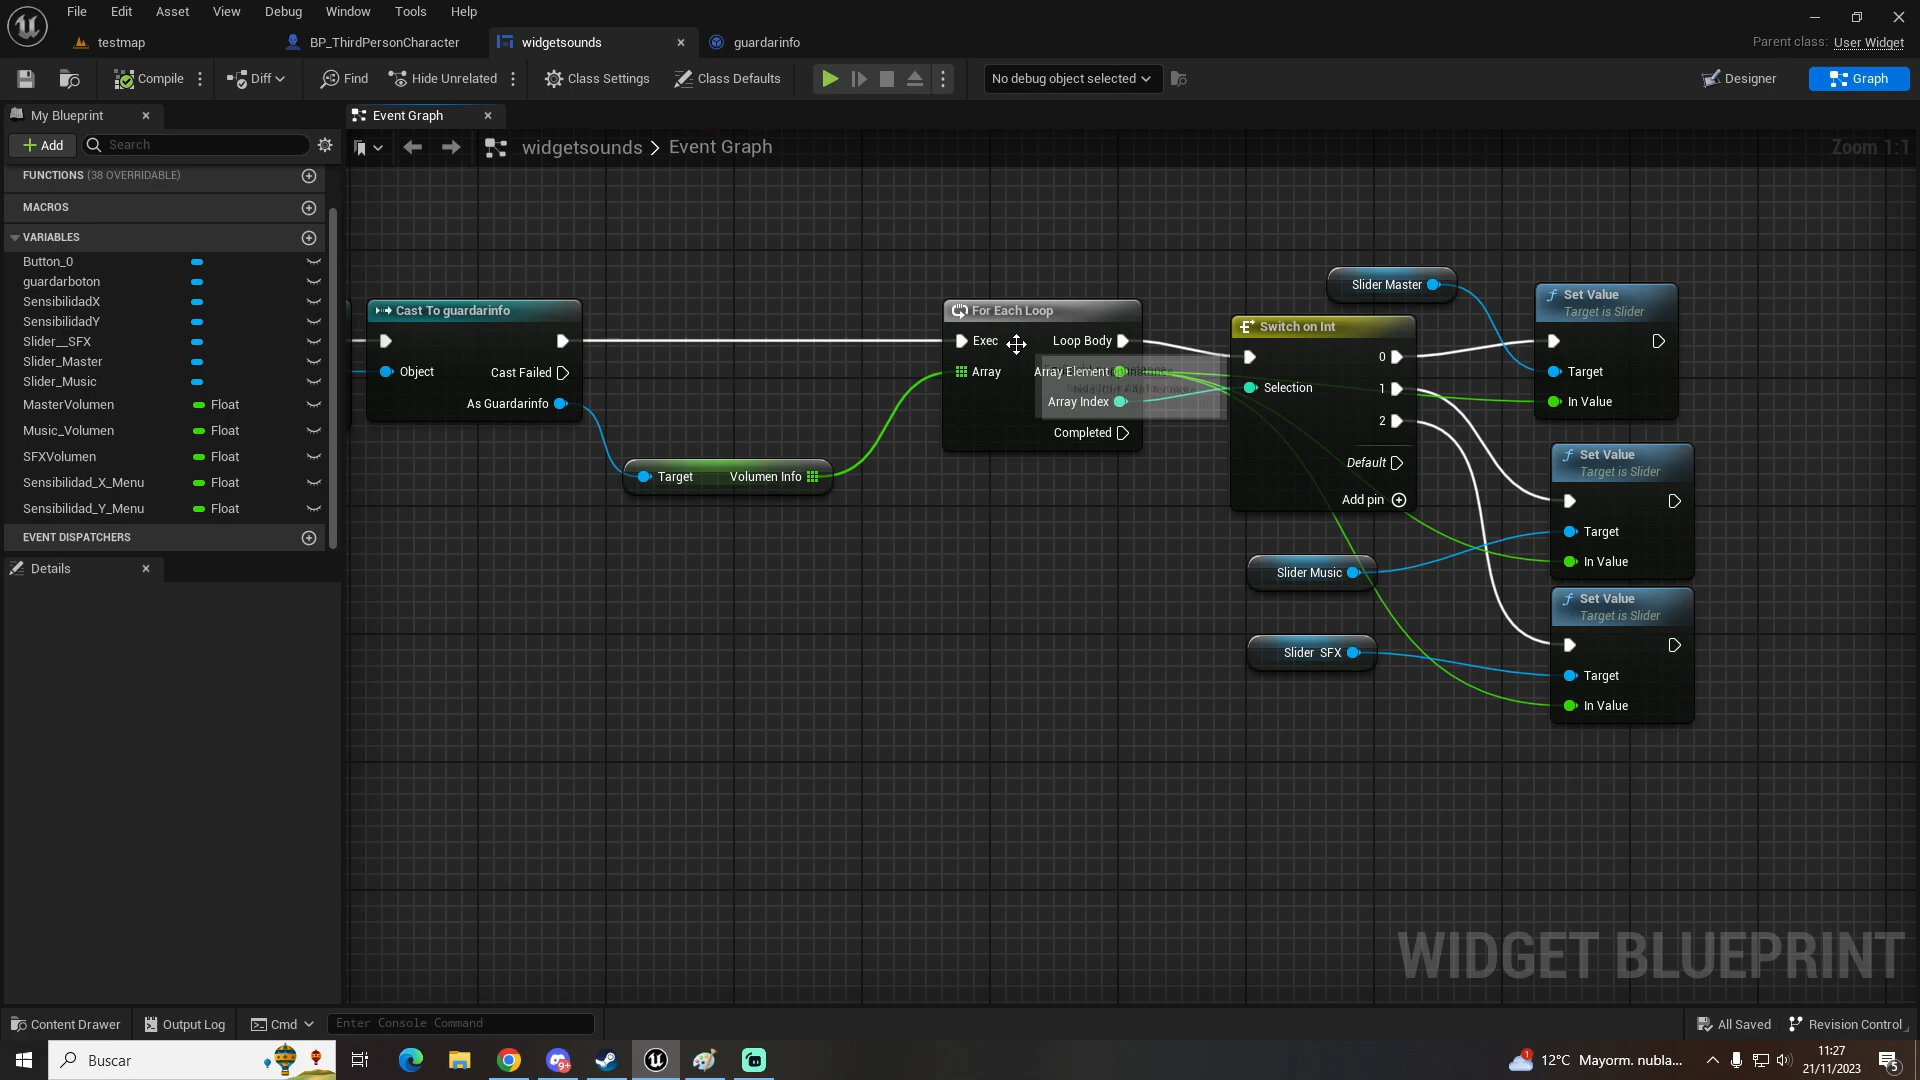 File Edit Asset View Debug Window Tools Help
testmap BP_ThirdPersonCharacter widgetsounds guardarinfo
Parent class: User Widget
Compile Diff Find Hide Unrelated Class Settings Class Defaults No debug object selected Designer Graph
My Blueprint
Event Graph
Add Search
widgetsounds > Event Graph
Zoom 1:1
FUNCTIONS (38 OVERRIDABLE)
MACROS
VARIABLES
Button_0
guardarboton
SensibilidadX
SensibilidadY
Slider__SFX
Slider_Master
Slider_Music
MasterVolumen Float
Music_Volumen Float
SFXVolumen Float
Sensibilidad_X_Menu Float
Sensibilidad_Y_Menu Float
EVENT DISPATCHERS
Details
Cast To guardarinfo
Object
Cast Failed
As Guardarinfo
Target Volumen Info
For Each Loop
Exec Loop Body
Array Array Element
Array Index
Completed
Switch on Int
0
Selection 1
2
Default
Add pin
Slider Master
Slider Music
Slider SFX
Set Value
Target is Slider
Target
In Value
Set Value
Target is Slider
Target
In Value
Set Value
Target is Slider
Target
In Value
WIDGET BLUEPRINT
Content Drawer Output Log Cmd Enter Console Command All Saved Revision Control
Buscar
9+
1
12°C Mayorm. nubla...
11:27
21/11/2023
5